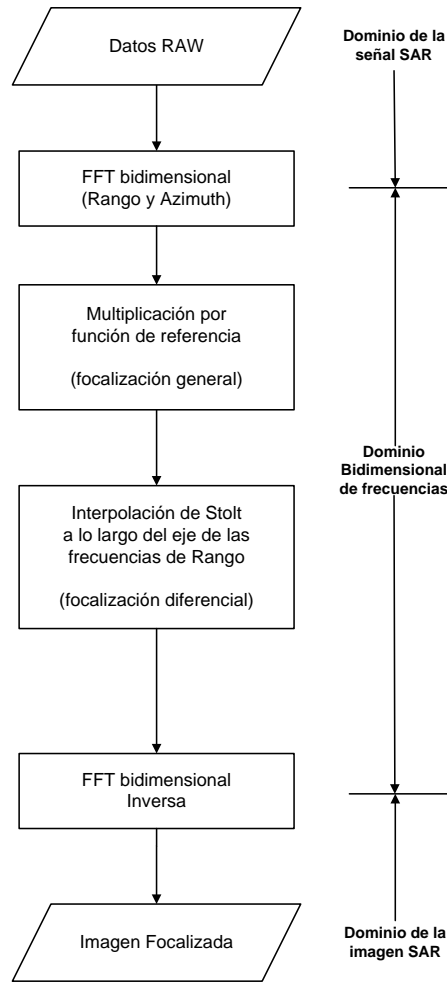 Datos RAW
Dominio de la
señal SAR
FFT bidimensional
(Rango y Azimuth)
Multiplicación por
función de referencia
(focalización general)
Dominio
Bidimensional
de frecuencias
Interpolación de Stolt
a lo largo del eje de las
frecuencias de Rango
(focalización diferencial)
FFT bidimensional
Inversa
Imagen Focalizada
Dominio de la
imagen SAR